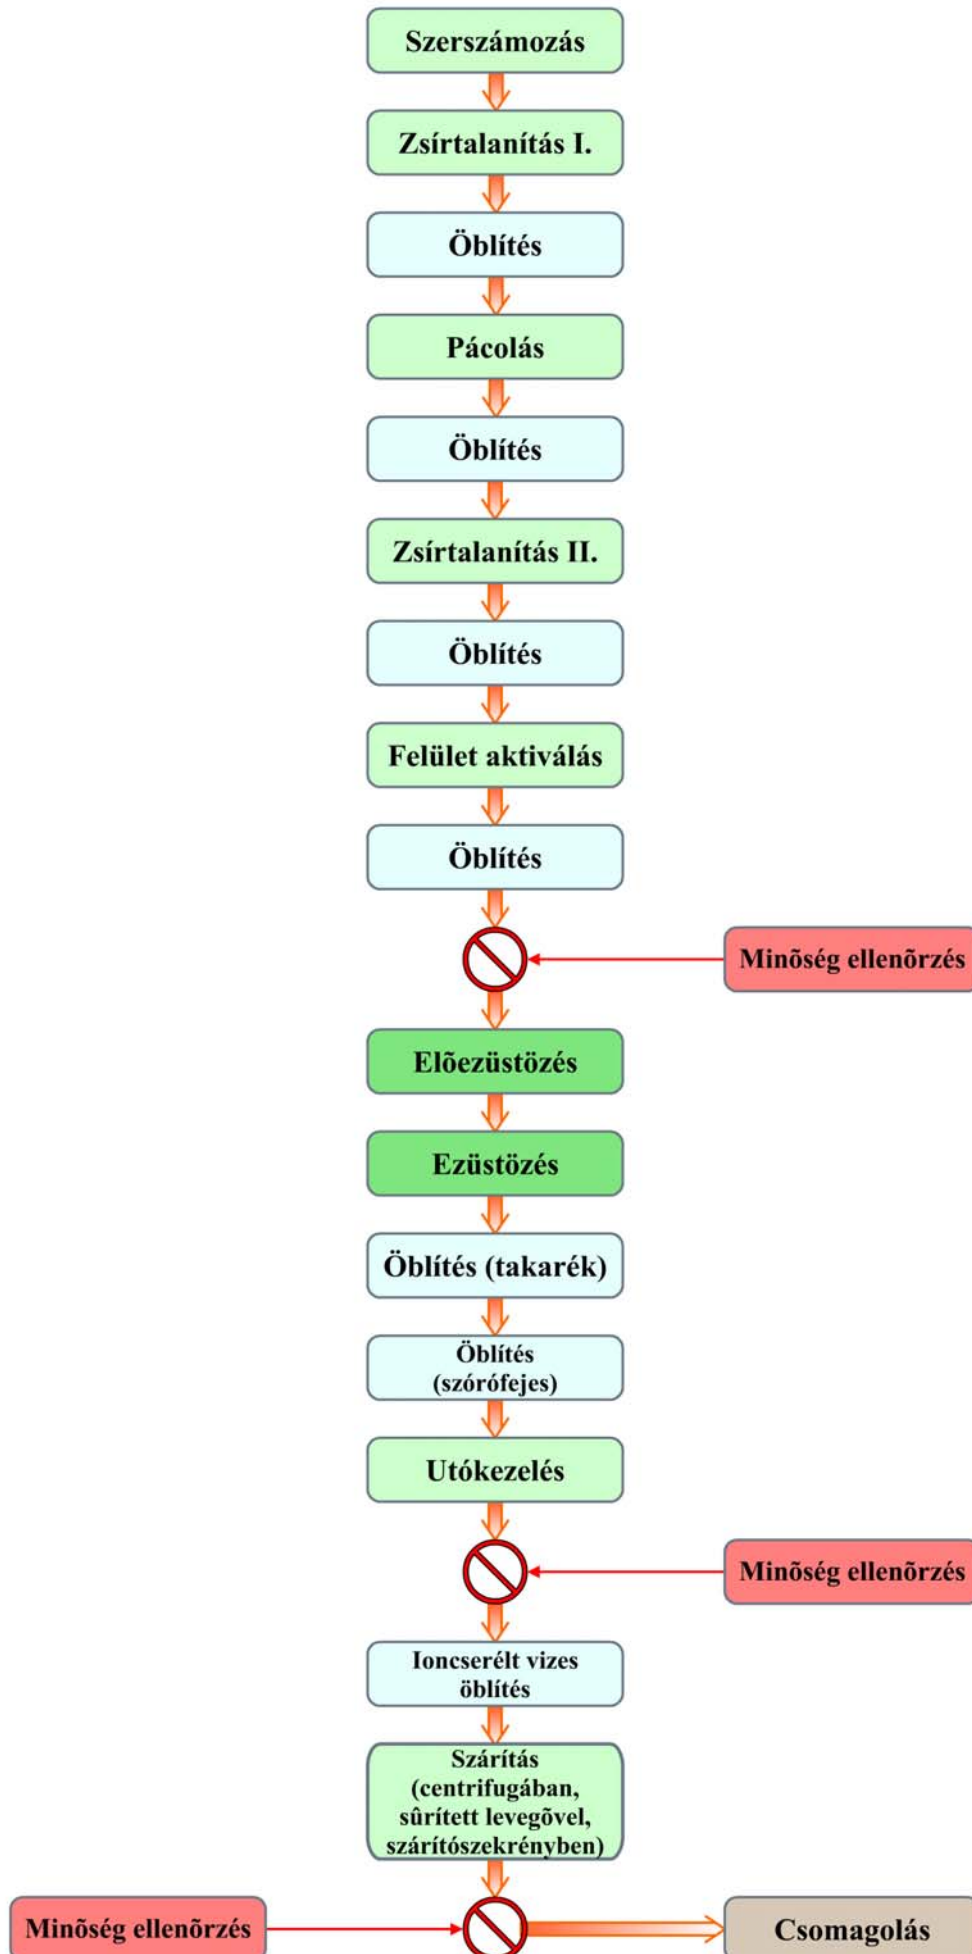 Szerszámozás
Zsírtalanítás I.
Öblítés
Pácolás
Öblítés
Zsírtalanítás II.
Öblítés
Felület aktiválás
Öblítés
Minõség ellenõrzés
Elõezüstözés
Ezüstözés
Öblítés (takarék)
Öblítés
(szórófejes)
Utókezelés
Minõség ellenõrzés
Ioncserélt vizes
öblítés
Szárítás
(centrifugában,
sûrített levegõvel,
szárítószekrényben)
Minõség ellenõrzés
Csomagolás